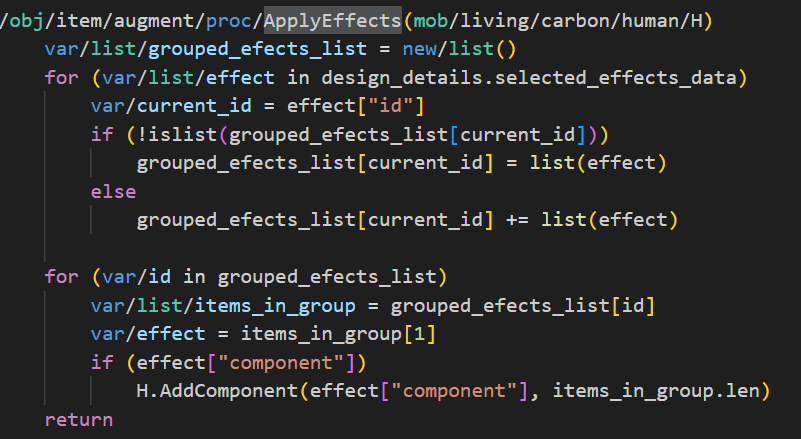 /obj/item/augment/proc/ApplyEffects(mob/living/carbon/human/H)
    var/list/grouped_efects_list = new/list()
    for (var/list/effect in design_details.selected_effects_data)
        var/current_id = effect["id"]
        if (!islist(grouped_efects_list[current_id]))
            grouped_efects_list[current_id] = list(effect)
        else
            grouped_efects_list[current_id] += list(effect)
    for (var/id in grouped_efects_list)
        var/list/items_in_group = grouped_efects_list[id]
        var/effect = items_in_group[1]
        if (effect["component"])
            H.AddComponent(effect["component"], items_in_group.len)
    return